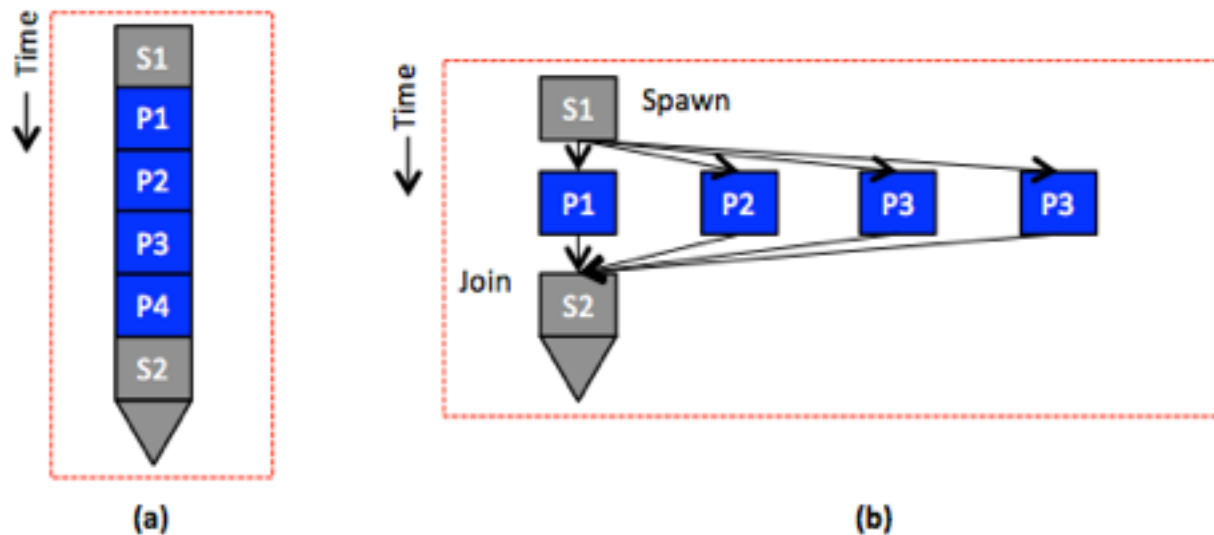 Time
S1
P1
P2
P3
P4
S2
(a)
Time
S1 Spawn
P1 P2 P3 P3
Join
S2
(b)